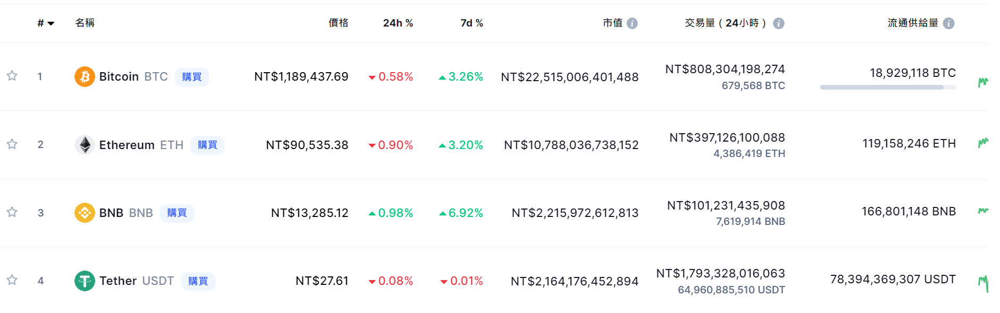 # 名稱 價格 24h % 7d % 市值 交易量 ( 24小時 ) 流通供給量
1 Bitcoin BTC 購買 NT$1,189,437.69 0.58% 3.26% NT$22,515,006,401,488 NT$808,304,198,274 18,929,118 BTC
679,568 BTC
2 Ethereum ETH 購買 NT$90,535.38 0.90% 3.20% NT$10,788,036,738,152 NT$397,126,100,088 119,158,246 ETH
4,386,419 ETH
3 BNB BNB 購買 NT$13,285.12 0.98% 6.92% NT$2,215,972,612,813 NT$101,231,435,908 166,801,148 BNB
7,619,914 BNB
4 Tether USDT 購買 NT$27.61 0.08% 0.01% NT$2,164,176,452,894 NT$1,793,328,016,063 78,394,369,307 USDT
64,960,885,510 USDT